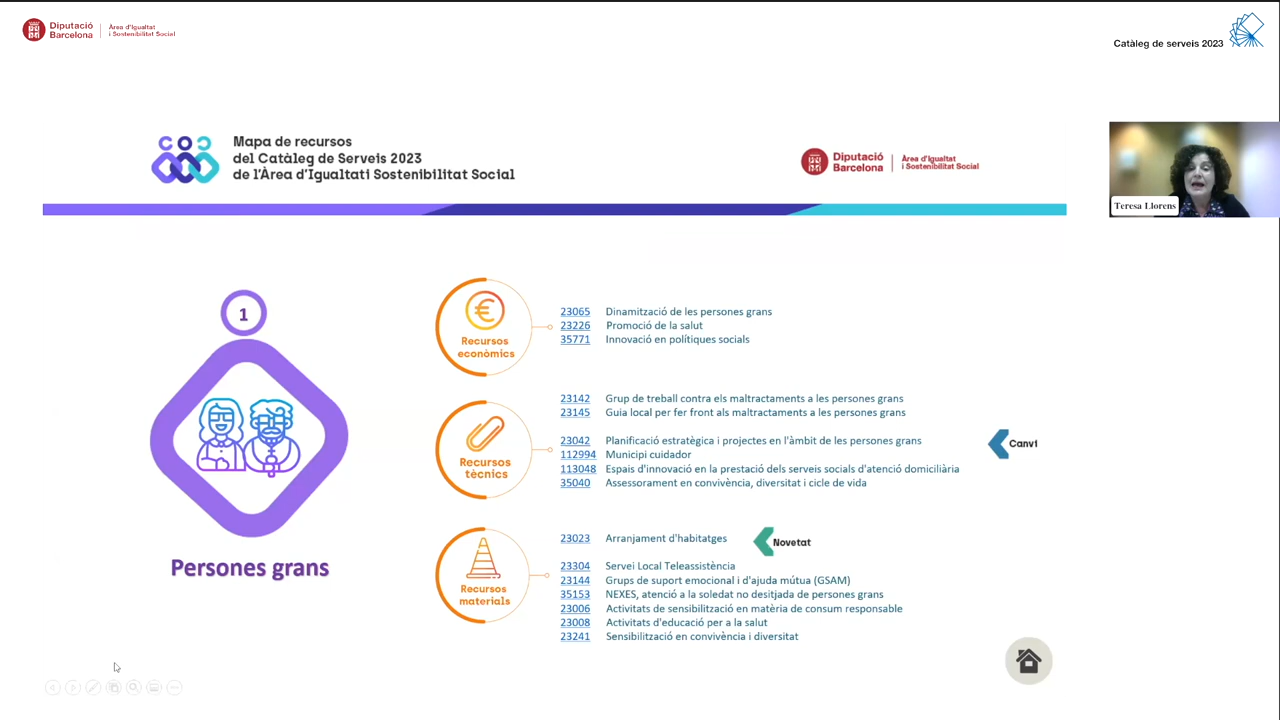 Diputació
Barcelona
Àrea d'Igualtat
i Sostenibilitat Social
Catàleg de serveis 2023
Mapa de recursos
del Catàleg de Serveis 2023
de l'Àrea d'Igualtati Sostenibilitat Social
Diputació
Barcelona
Àrea d'Igualtat
i Sostenibilitat Social
Teresa Llorens
1
Persones grans
Recursos
econòmics
23065 Dinamització de les persones grans
23226 Promoció de la salut
35771 Innovació en polítiques socials
Recursos
tècnics
23142 Grup de treball contra els maltractaments a les persones grans
23145 Guia local per fer front als maltractaments a les persones grans
23042 Planificació estratègica i projectes en l'àmbit de les persones grans
Canvi
112994 Municipi cuidador
113048 Espais d'innovació en la prestació dels serveis socials d'atenció domiciliària
35040 Assessorament en convivència, diversitat i cicle de vida
Recursos
materials
23023 Arranjament d'habitatges
Novetat
23304 Servei Local Teleassistència
23144 Grups de suport emocional i d'ajuda mútua (GSAM)
35153 NEXES, atenció a la soledat no desitjada de persones grans
23006 Activitats de sensibilització en matèria de consum responsable
23008 Activitats d'educació per a la salut
23241 Sensibilització en convivència i diversitat